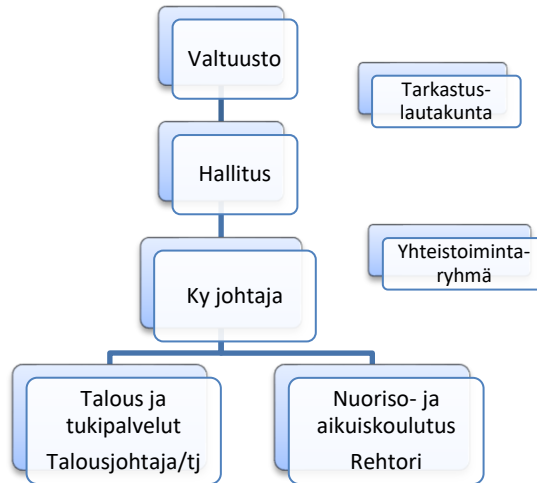 Valtuusto
Tarkastus-
lautakunta
Hallitus
Yhteistoiminta-
ryhmä
Ky johtaja
Talous ja
tukipalvelut
Talousjohtaja/tj
Nuoriso- ja
aikuiskoulutus
Rehtori